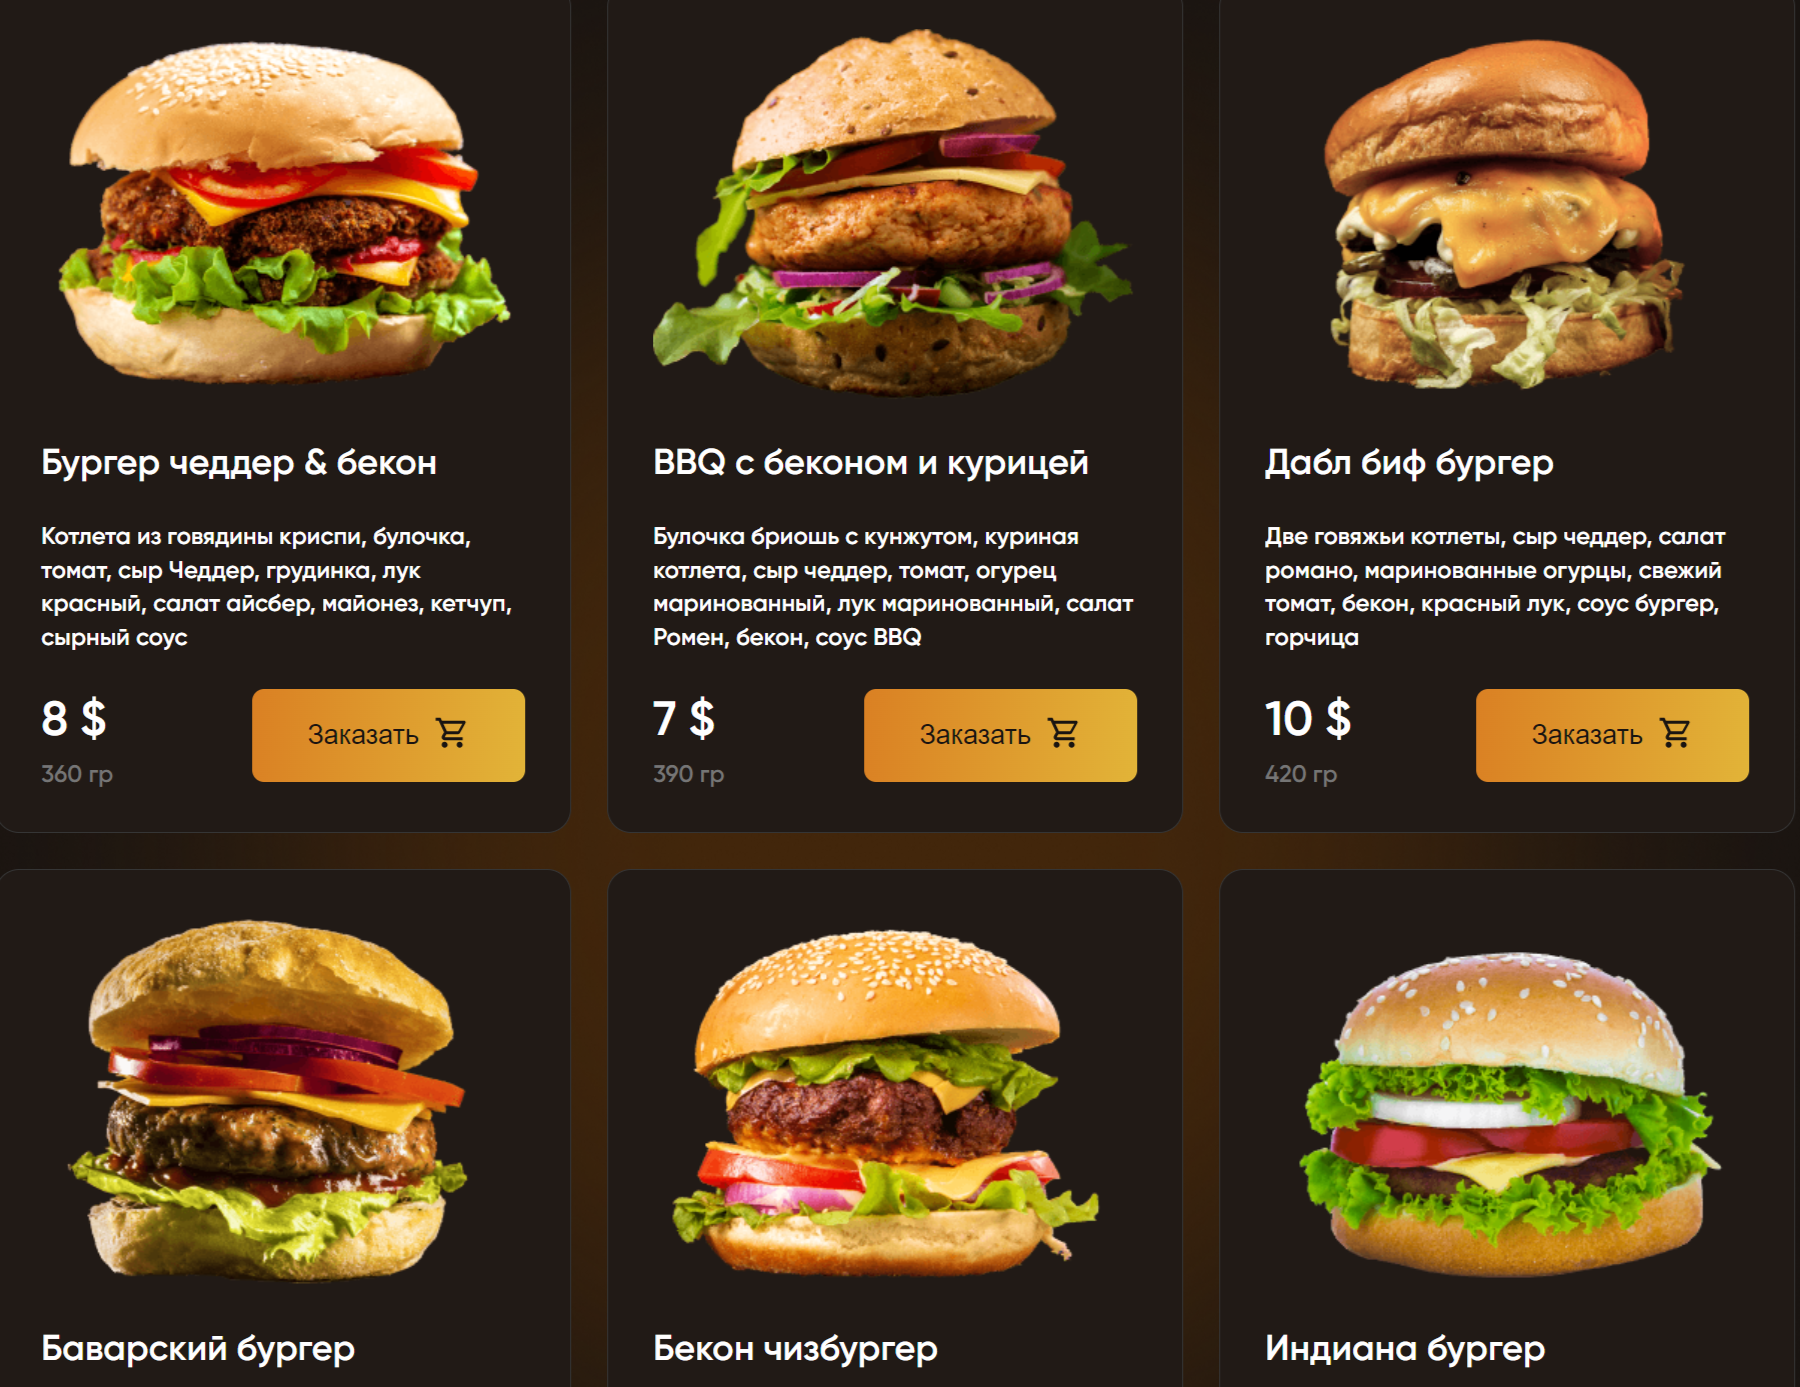 Бургер чеддер & бекон
Котлета из говядины криспи, булочка,
томат, сыр Чеддер, грудинка, лук
красный, салат айсбер, майонез, кетчуп,
сырный соус
8 $
360 гр
Заказать
BBQ с беконом и курицей
Булочка бриошь с кунжутом, куриная
котлета, сыр чеддер, томат, огурец
маринованный, лук маринованный, салат
Ромен, бекон, соус BBQ
7 $
390 гр
Заказать
Дабл биф бургер
Две говяжьи котлеты, сыр чеддер, салат
романо, маринованные огурцы, свежий
томат, бекон, красный лук, соус бургер,
горчица
10 $
420 гр
Заказать
Баварский бургер
Бекон чизбургер
Индиана бургер